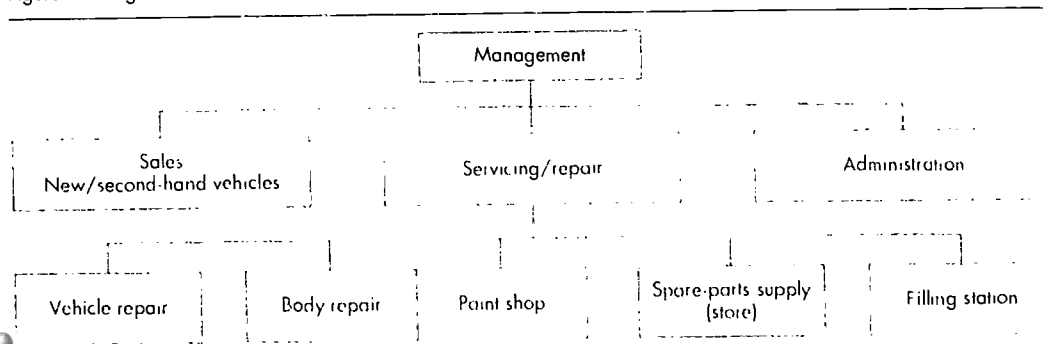 Management
Sales
New/second-hand vehicles
Servicing/repair
Administration
Vehicle repair
Body repair
Paint shop
Spare-parts supply
(store)
Filling station